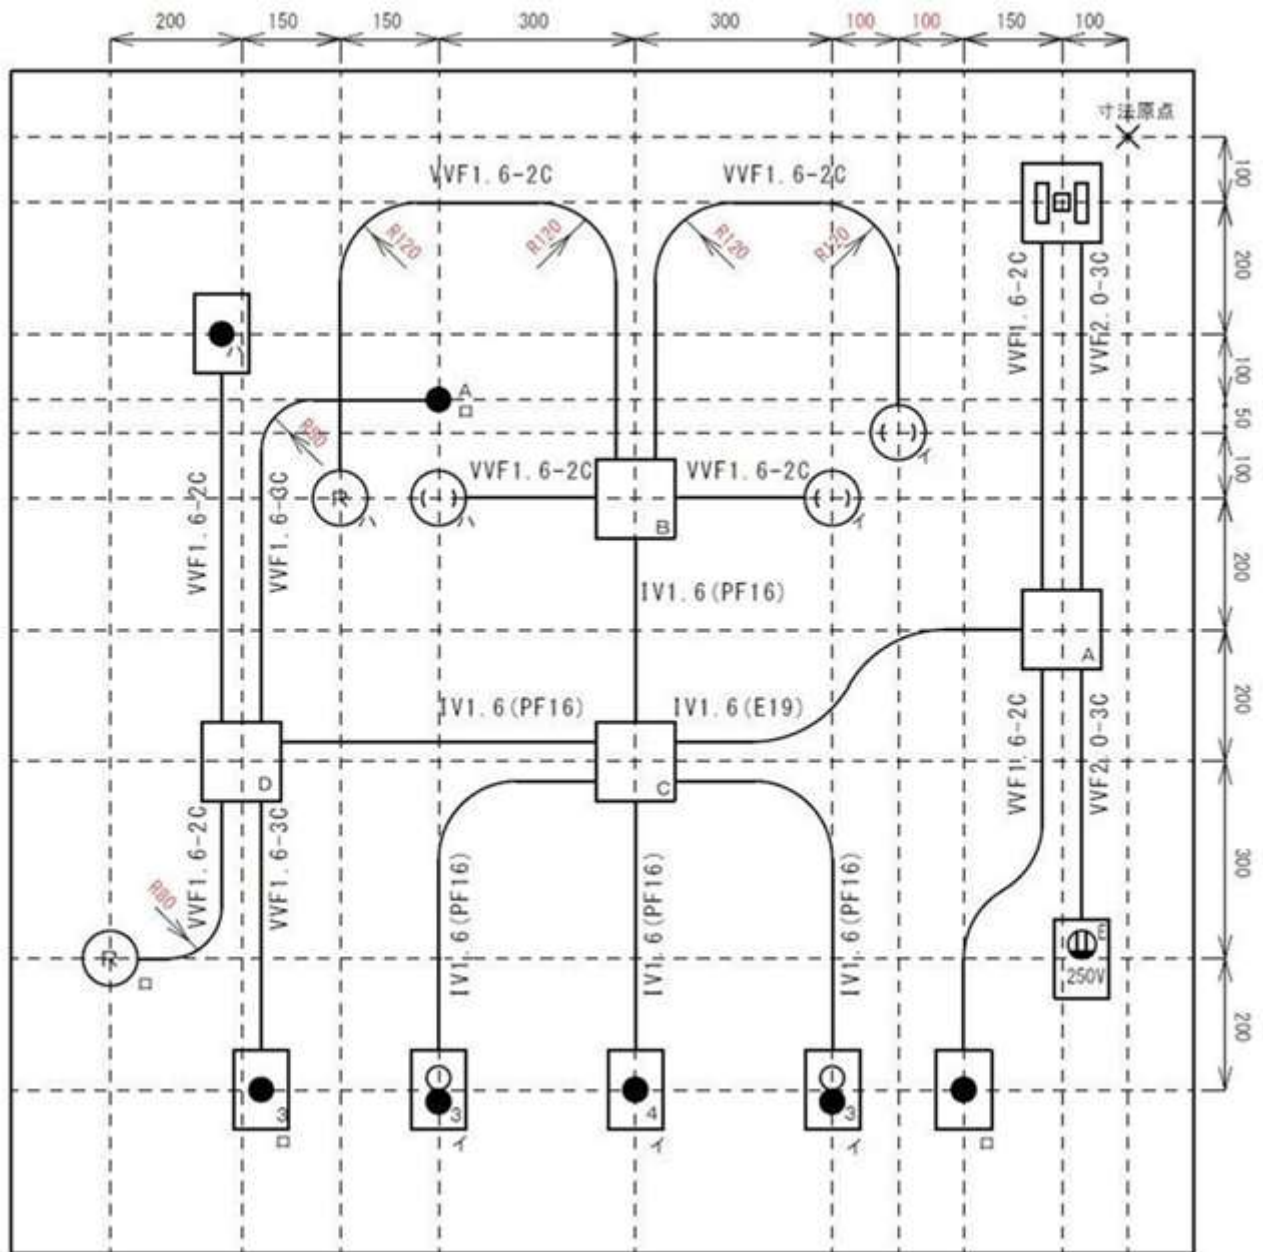 200 150 150 300 300 100 100 150 100
寸法原点
100
VVF1.6-2C
VVF1.6-2C
R120
R120
R120
R120
200
VVF1.6-2C
VVF2.0-3C
ハ
100
A
ロ
50
R80
イ
100
VVF1.6-2C
VVF1.6-3C
VVF1.6-2C
VVF1.6-2C
R
ハ
ハ
イ
B
200
IV1.6(PF16)
A
200
IV1.6(PF16)
IV1.6(E19)
VVF1.6-2C
VVF2.0-3C
D
C
300
VVF1.6-2C
VVF1.6-3C
R80
IV1.6(PF16)
IV1.6(PF16)
IV1.6(PF16)
R
ロ
E
250V
200
3
ロ
3
イ
4
イ
3
イ
ロ